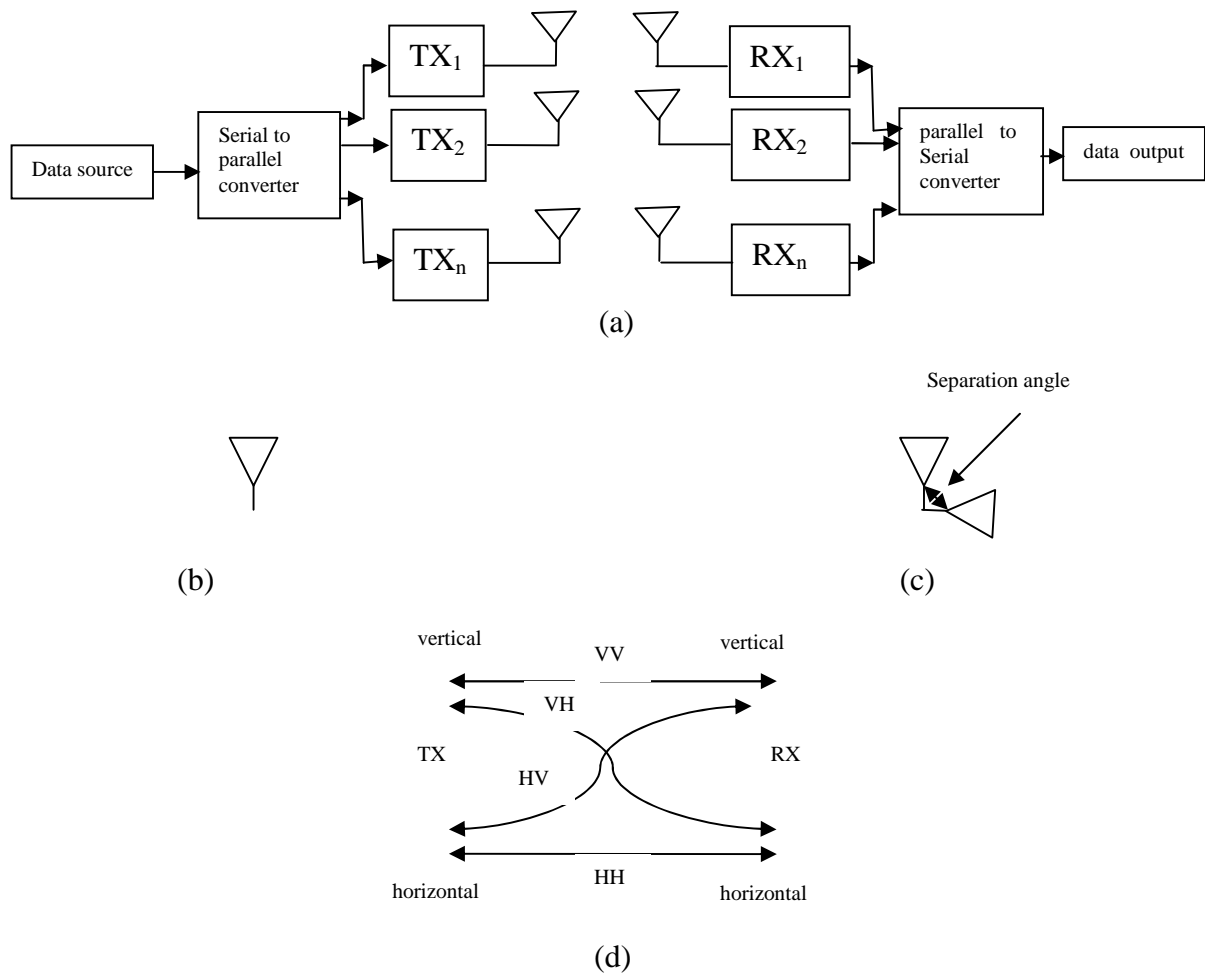 TX₁
RX₁
Data source
Serial to
parallel
converter
TX₂
RX₂
parallel to
Serial
converter
data output
TXₙ
RXₙ
(a)
Separation angle
(b)
(c)
vertical
VV
vertical
VH
TX
RX
HV
HH
horizontal
horizontal
(d)